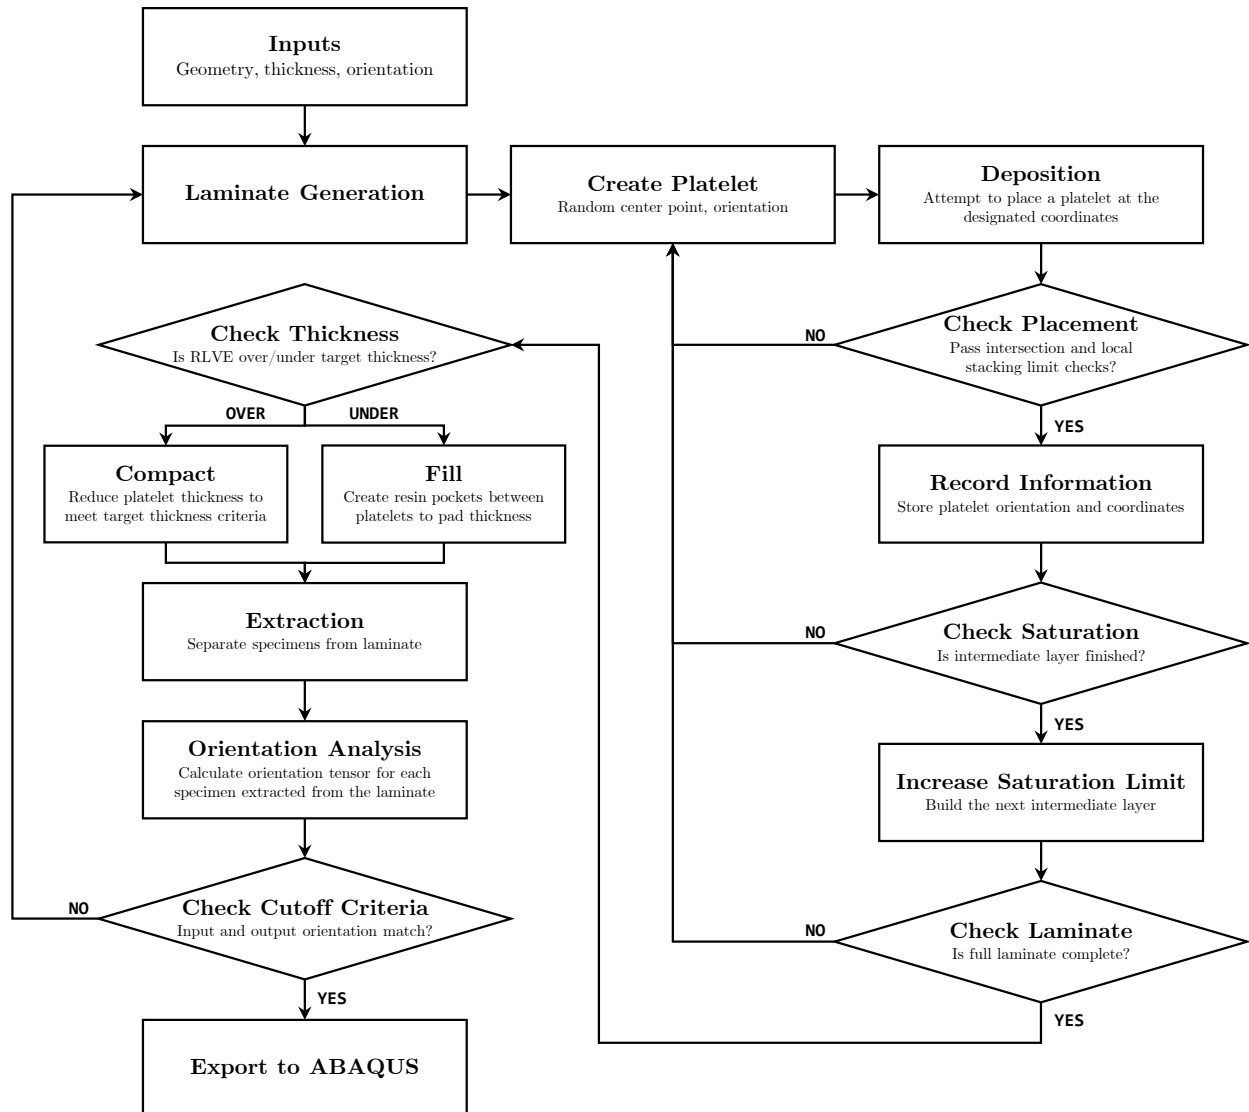 Inputs
Geometry, thickness, orientation
Laminate Generation
Create Platelet
Random center point, orientation
Deposition
Attempt to place a platelet at the
designated coordinates
Check Placement
Pass intersection and local
stacking limit checks?
NO
YES
Record Information
Store platelet orientation and coordinates
Check Saturation
Is intermediate layer finished?
NO
YES
Increase Saturation Limit
Build the next intermediate layer
Check Laminate
Is full laminate complete?
NO
YES
Check Thickness
Is RLVE over/under target thickness?
OVER
UNDER
Compact
Reduce platelet thickness to
meet target thickness criteria
Fill
Create resin pockets between
platelets to pad thickness
Extraction
Separate specimens from laminate
Orientation Analysis
Calculate orientation tensor for each
specimen extracted from the laminate
Check Cutoff Criteria
Input and output orientation match?
NO
YES
Export to ABAQUS